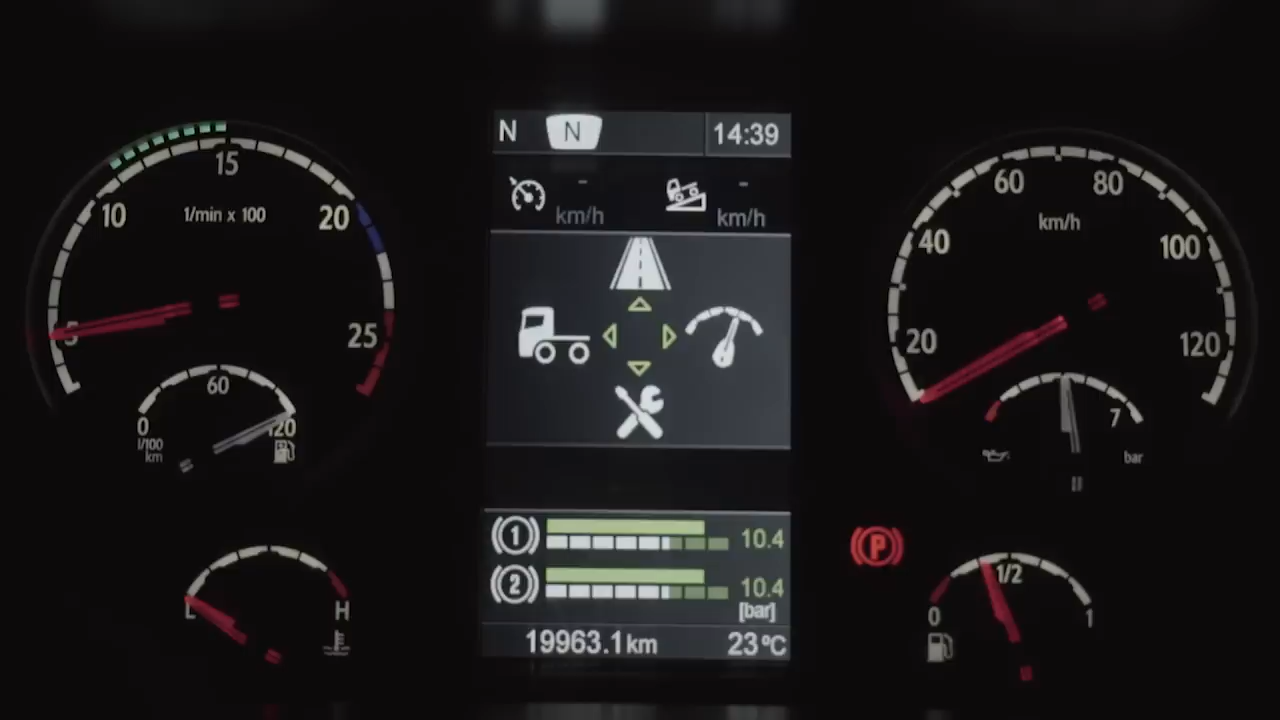 N N 14:39
- -
km/h km/h
15
10 1/min x 100 20
5 25
60
0 120
l/100
km
L H
60 80
km/h
40 100
20 120
7
bar
1 10.4
2 10.4
[bar]
19963.1 km 23 °C
P
1/2
0 1